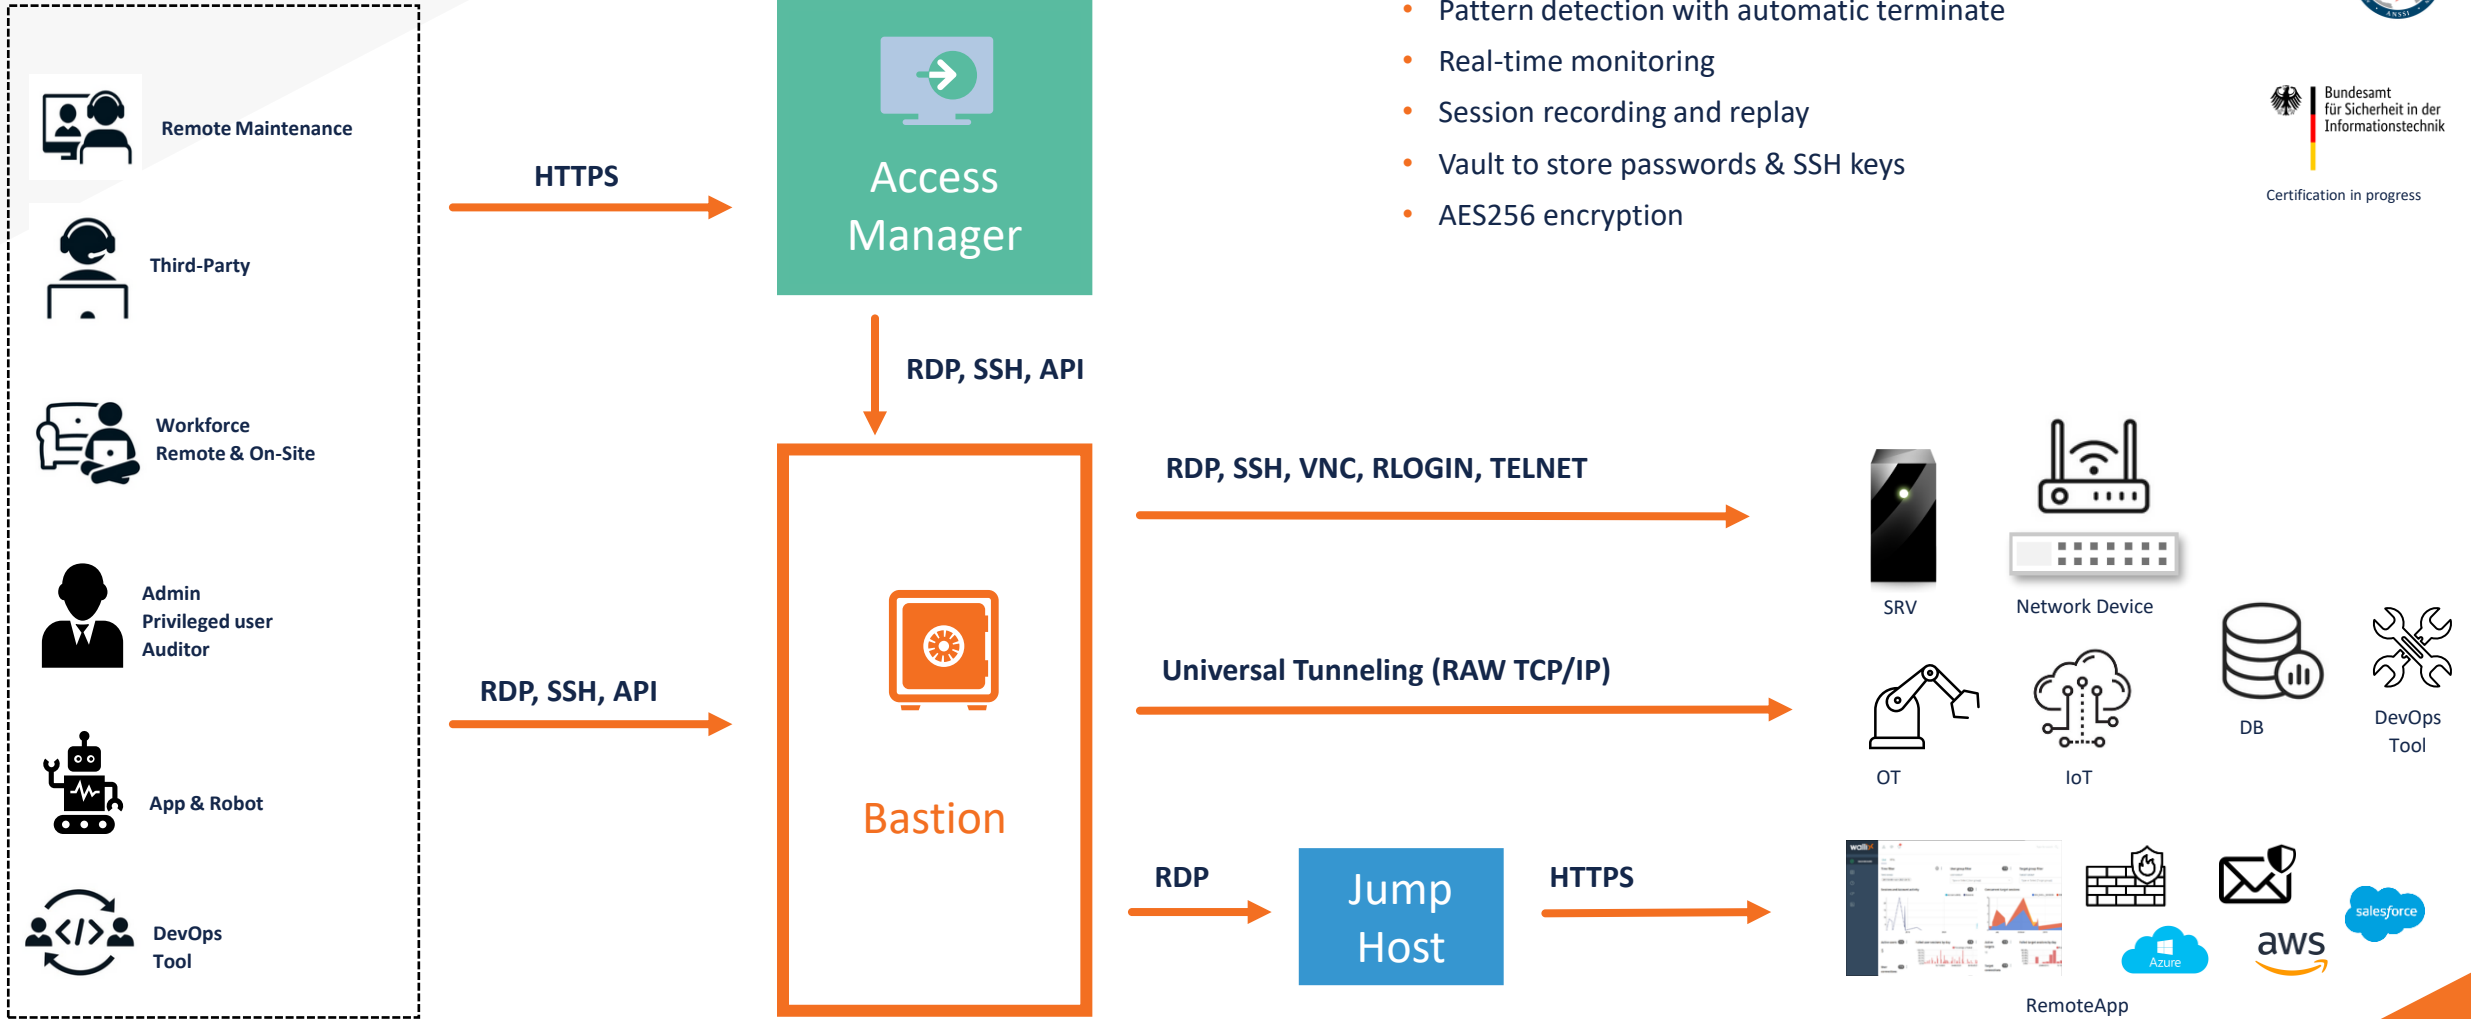 • Pattern detection with automatic terminate
• Real-time monitoring
• Session recording and replay
• Vault to store passwords & SSH keys
• AES256 encryption
ANSSI
Bundesamt
für Sicherheit in der
Informationstechnik
Certification in progress
Remote Maintenance
Third-Party
Workforce
Remote & On-Site
Admin
Privileged user
Auditor
App & Robot
</>
DevOps
Tool
HTTPS
Access
Manager
RDP, SSH, API
RDP, SSH, API
Bastion
RDP, SSH, VNC, RLOGIN, TELNET
Universal Tunneling (RAW TCP/IP)
RDP
Jump
Host
HTTPS
SRV
Network Device
OT
IoT
DB
DevOps
Tool
wallix
Azure
aws
salesforce
RemoteApp